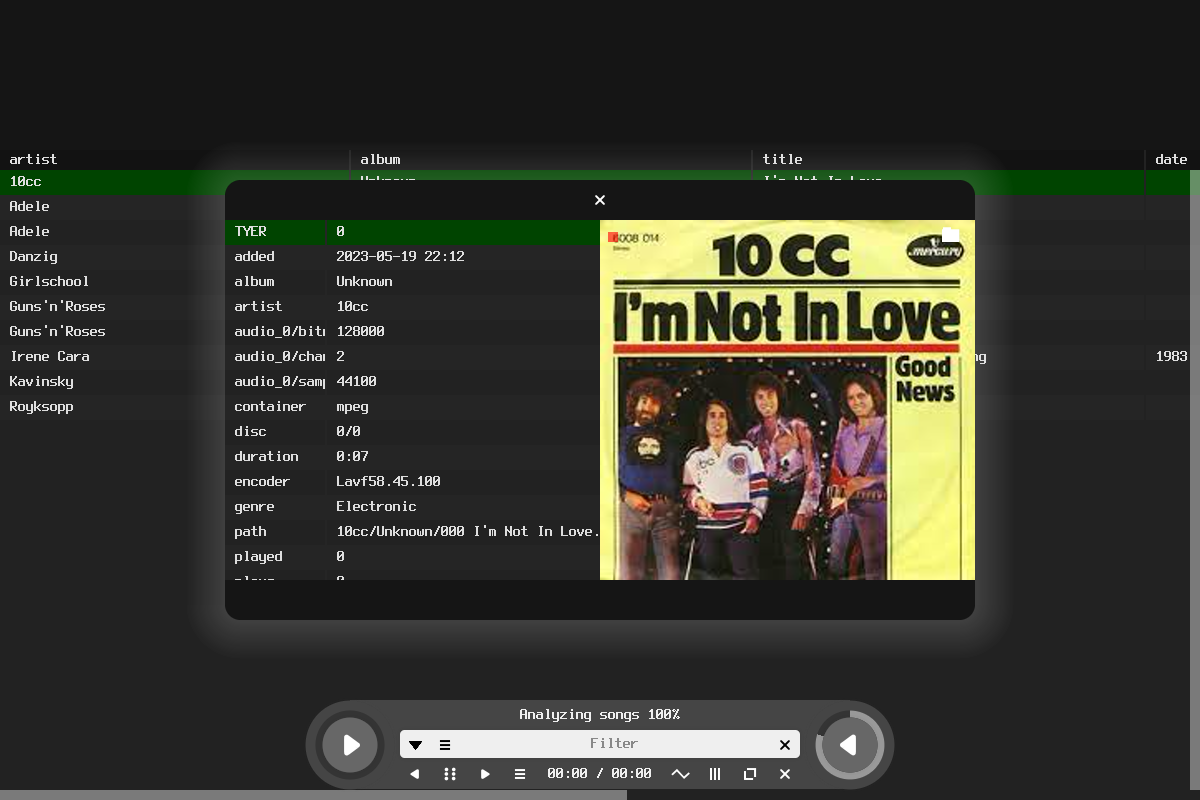 artist album title date
10cc Unknown I'm Not In Love
Adele
Adele
Danzig
Girlschool
Guns'n'Roses
Guns'n'Roses
Irene Cara ng 1983
Kavinsky
Royksopp
TYER 0
added 2023-05-19 22:12
album Unknown
artist 10cc
audio_0/bit 128000
audio_0/cha 2
audio_0/sam 44100
container mpeg
disc 0/0
duration 0:07
encoder Lavf58.45.100
genre Electronic
path 10cc/Unknown/000 I'm Not In Love.
played 0
plays 0
6008 014
Stereo
10 CC
mercury
I'm Not In Love
Good
News
Analyzing songs 100%
Filter
00:00 / 00:00